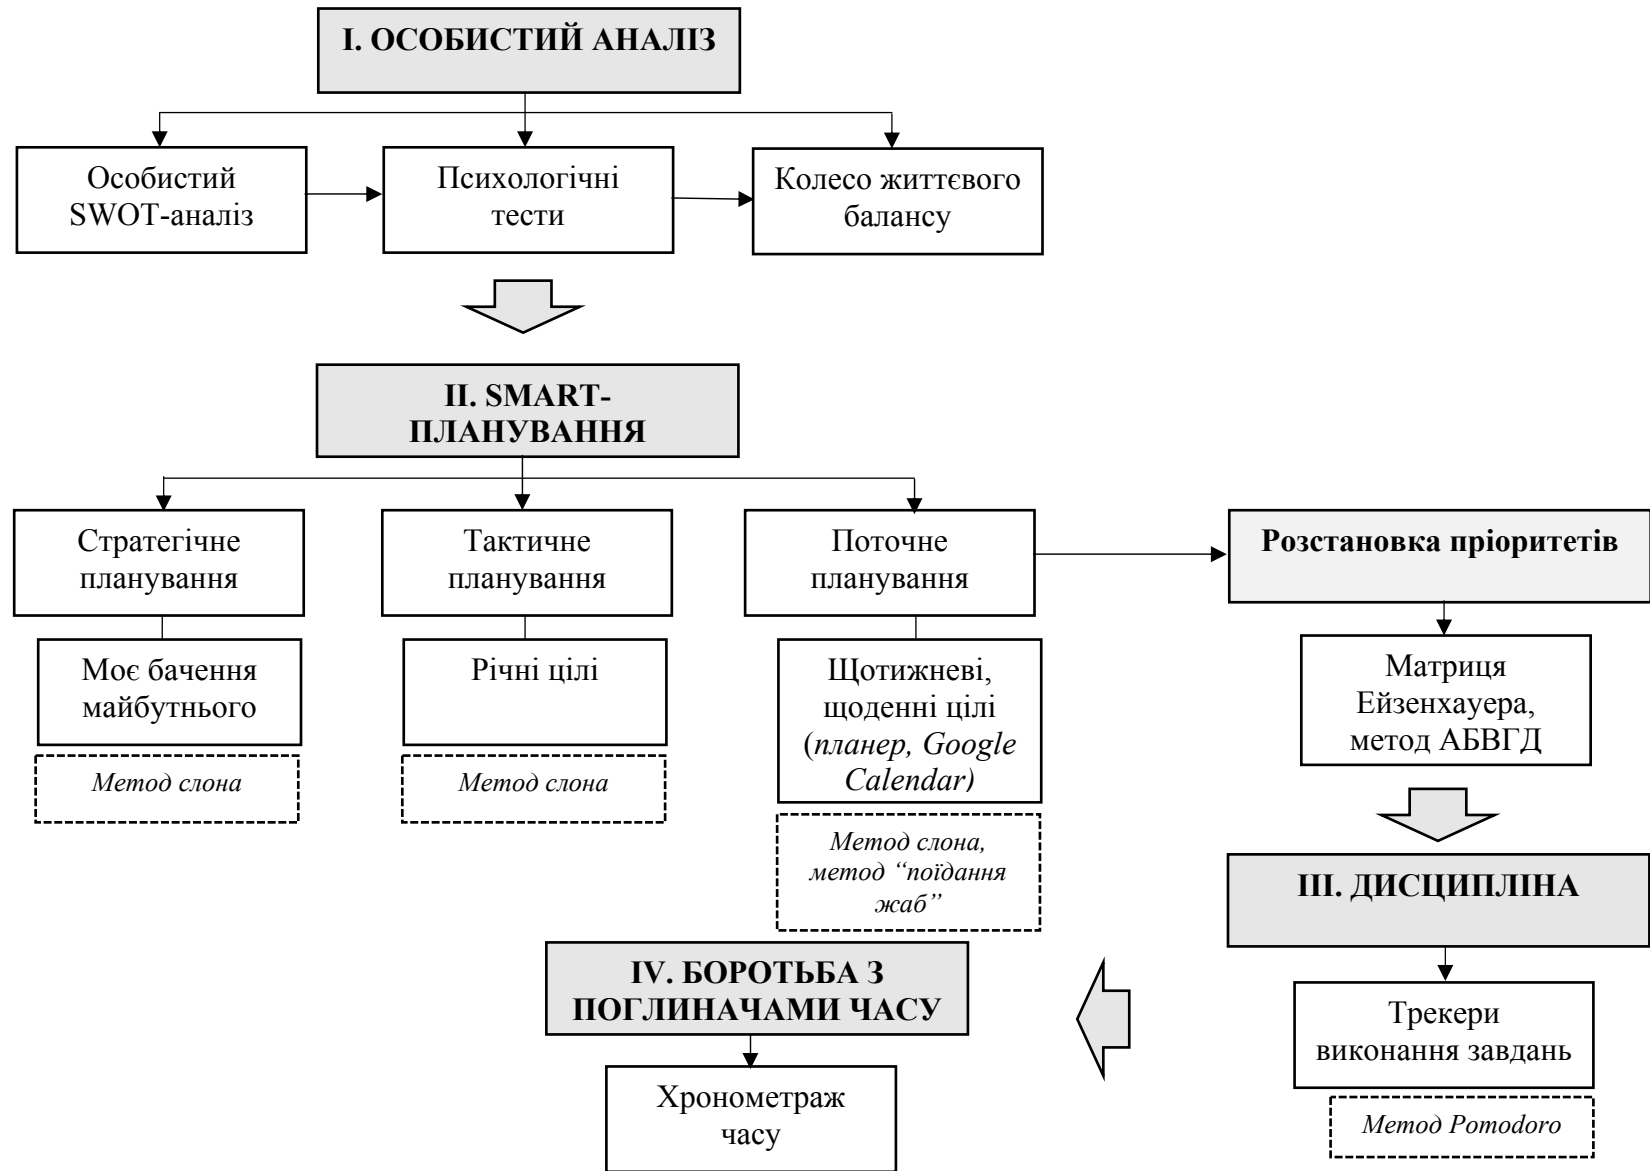 І. ОСОБИСТИЙ АНАЛІЗ
Особистий
SWOT-аналіз
Психологічні
тести
Колесо життєвого
балансу
ІІ. SMART-
ПЛАНУВАННЯ
Стратегічне
планування
Тактичне
планування
Поточне
планування
Розстановка пріоритетів
Моє бачення
майбутнього
Річні цілі
Щотижневі,
щоденні цілі
(планер, Google
Calendar)
Матриця
Ейзенхауера,
метод АБВГД
Метод слона
Метод слона
Метод слона,
метод “поїдання
жаб”
ІІІ. ДИСЦИПЛІНА
IV. БОРОТЬБА З
ПОГЛИНАЧАМИ ЧАСУ
Трекери
виконання завдань
Хронометраж
часу
Метод Pomodoro